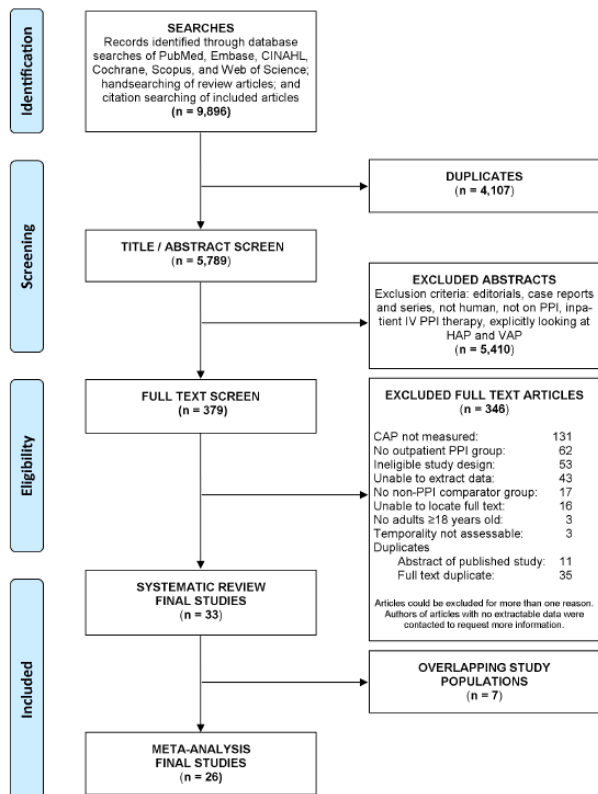 Identification
SEARCHES
Records identified through database
searches of PubMed, Embase, CINAHL,
Cochrane, Scopus, and Web of Science;
handsearching of review articles; and
citation searching of included articles
(n = 9,896)
Screening
DUPLICATES
(n = 4,107)
TITLE / ABSTRACT SCREEN
(n = 5,789)
EXCLUDED ABSTRACTS
Exclusion criteria: editorials, case reports
and series, not human, not on PPI, inpa-
tient IV PPI therapy, explicitly looking at
HAP and VAP
(n = 5,410)
Eligibility
FULL TEXT SCREEN
(n = 379)
EXCLUDED FULL TEXT ARTICLES
(n = 346)
CAP not measured: 131
No outpatient PPI group: 62
Ineligible study design: 53
Unable to extract data: 43
No non-PPI comparator group: 17
Unable to locate full text: 16
No adults ≥18 years old: 3
Temporality not assessable: 3
Duplicates
Abstract of published study: 11
Full text duplicate: 35
Articles could be excluded for more than one reason.
Authors of articles with no extractable data were
contacted to request more information.
Included
SYSTEMATIC REVIEW
FINAL STUDIES
(n = 33)
OVERLAPPING STUDY
POPULATIONS
(n = 7)
META-ANALYSIS
FINAL STUDIES
(n = 26)